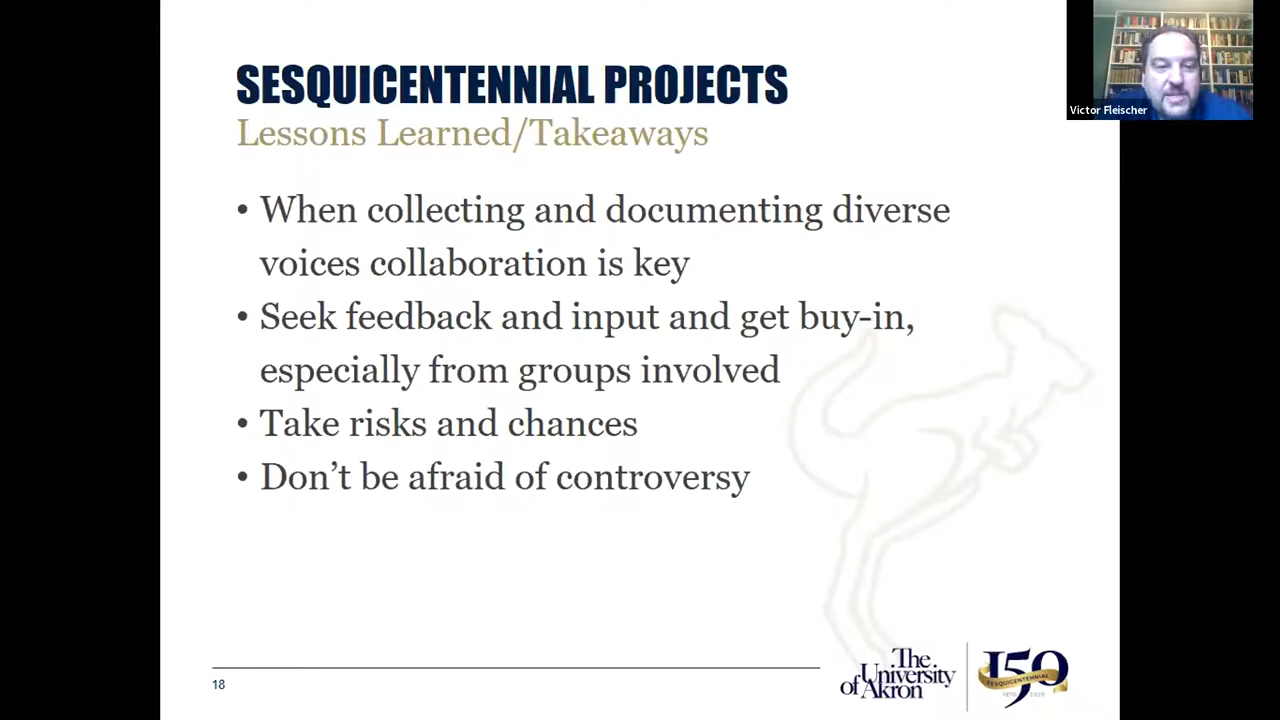 SESQUICENTENNIAL PROJECTS
Lessons Learned/Takeaways
• When collecting and documenting diverse
voices collaboration is key
• Seek feedback and input and get buy-in,
especially from groups involved
• Take risks and chances
• Don’t be afraid of controversy
Victor Fleischer
18
The
University
of Akron
150
SESQUICENTENNIAL